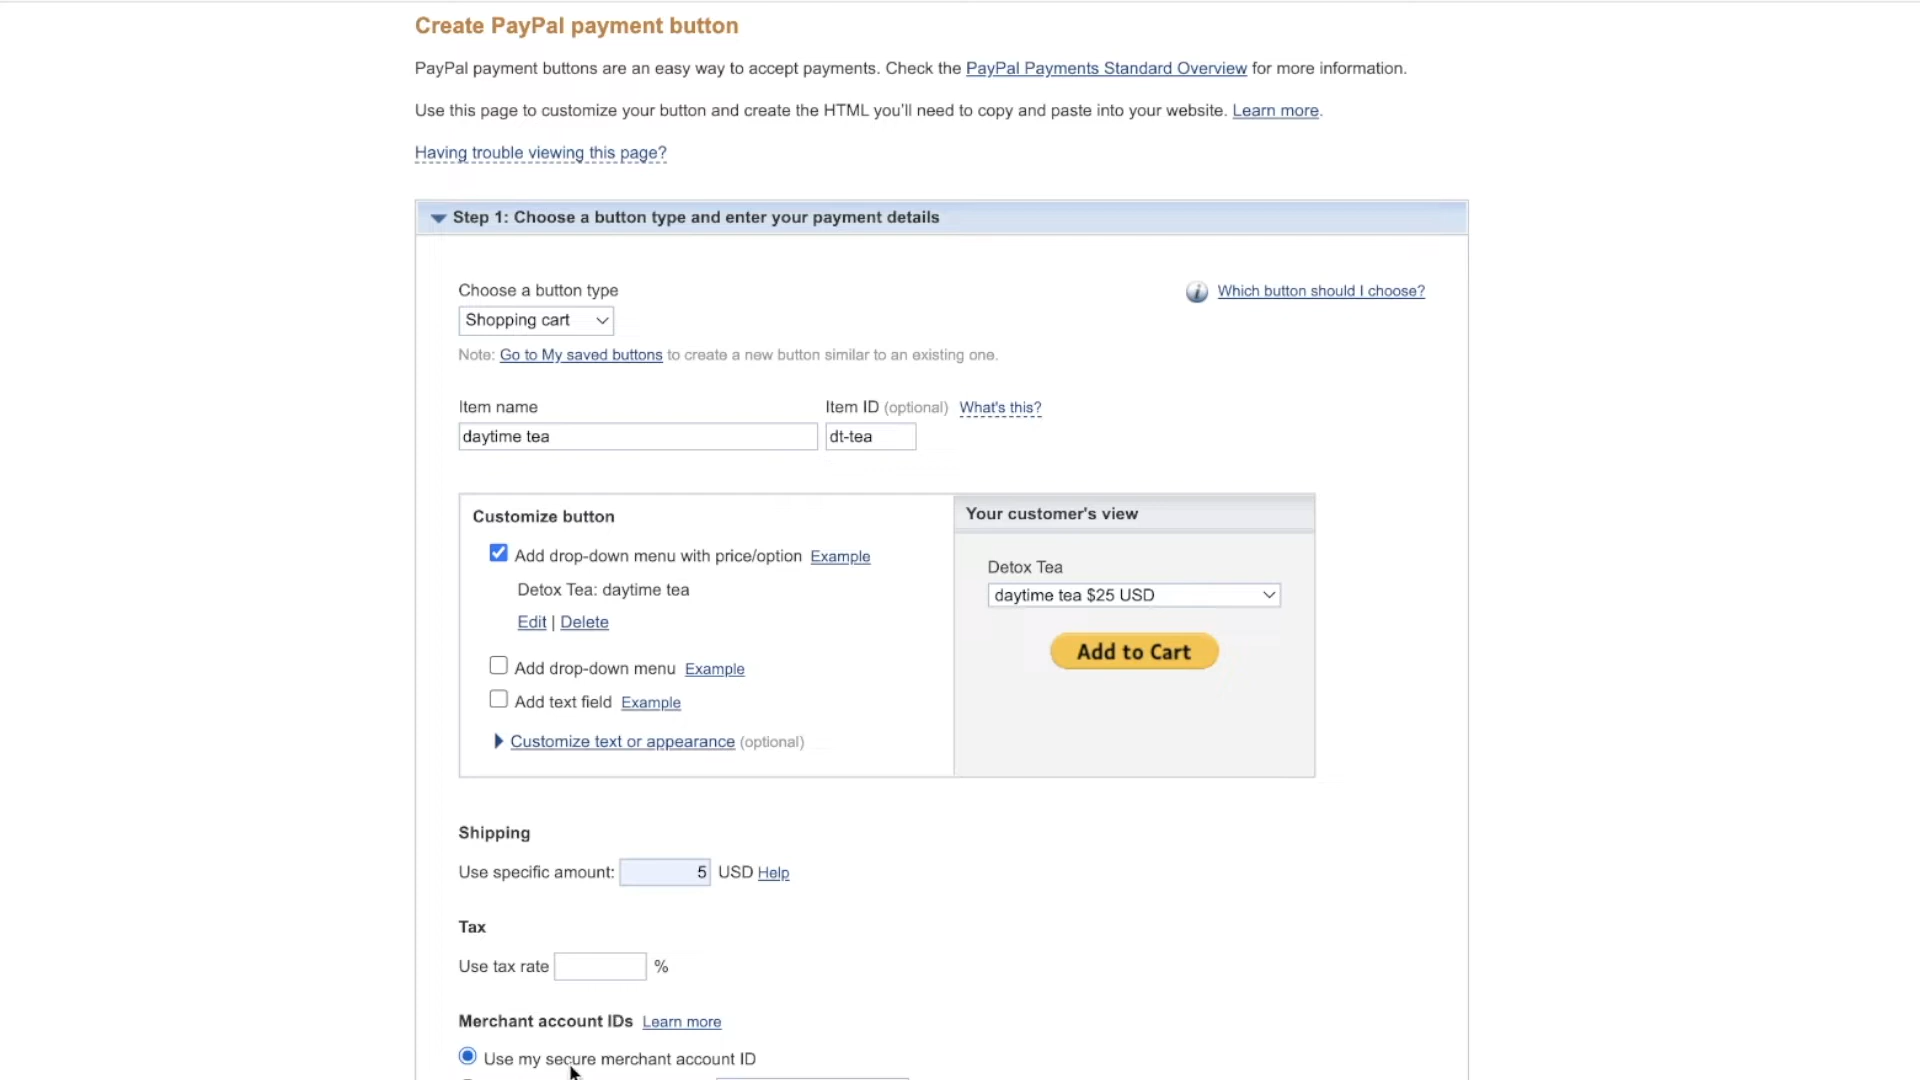 Create PayPal payment button
PayPal payment buttons are an easy way to accept payments. Check the PayPal Payments Standard Overview for more information.
Use this page to customize your button and create the HTML you'll need to copy and paste into your website. Learn more.
Having trouble viewing this page?
Step 1: Choose a button type and enter your payment details
Choose a button type
Which button should I choose?
Shopping cart
Note: Go to My saved buttons to create a new button similar to an existing one.
Item name
Item ID (optional) What's this?
daytime tea
dt-tea
Customize button
Your customer's view
Add drop-down menu with price/option Example
Detox Tea: daytime tea
Edit | Delete
Detox Tea
daytime tea $25 USD
Add to Cart
Add drop-down menu Example
Add text field Example
Customize text or appearance (optional)
Shipping
Use specific amount: 5 USD Help
Tax
Use tax rate %
Merchant account IDs Learn more
Use my secure merchant account ID